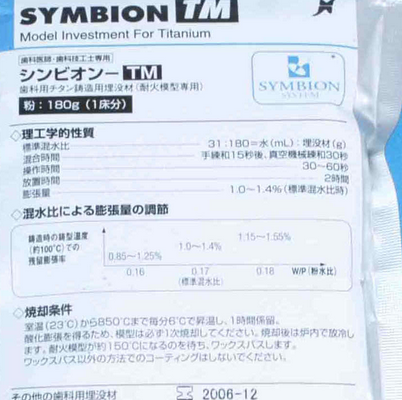 SYMBION TM
Model Investment For Titanium
歯科医師・歯科技工士専用
シンビオンーTM
歯科用チタン鋳造用埋没材(耐火模型専用)
粉:180g(1床分)
SYMBION
SYSTEM
◇理工学的性質
標準混水比 31:180=水(mL):埋没材(g)
混合時間 手練和15秒後、真空機械練和30秒
操作時間 30~60秒
放置時間 2時間
膨張量 1.0~1.4%(標準混水比時)
◇混水比による膨張量の調節
鋳造時の鋳型温度
(約100℃)での
残留膨張率
0.85~1.25%
1.0~1.4%
1.15~1.55%
0.16 0.17 0.18 W/P(粉水比)
(標準混水比)
◇焼却条件
室温(23℃)から850℃まで毎分6℃で昇温し、1時間係留。
酸化膨張を得るため、模型は必ず1次焼却してください。焼却後は炉内で放冷し
ます。耐火模型が約150℃になるのを待ち、ワックスバスします。
ワックスバス以外の方法でのコーティングはしないでください。
その他の歯科用埋没材 2006-12